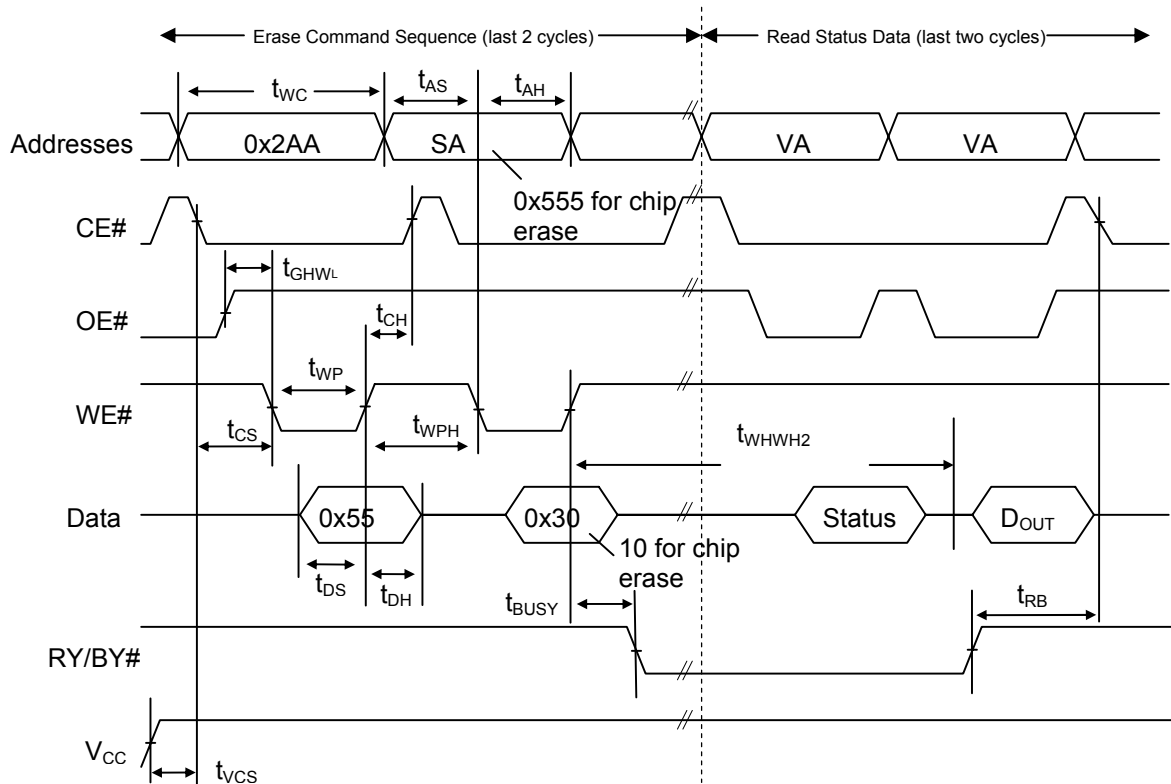 Erase Command Sequence (last 2 cycles)
Read Status Data (last two cycles)
tWC
tAS
tAH
Addresses
0x2AA
SA
VA
VA
0x555 for chip
erase
CE#
tGHWL
OE#
tCH
tWP
WE#
tCS
tWPH
tWHWH2
Data
0x55
0x30
Status
DOUT
10 for chip
erase
tDS
tDH
tBUSY
tRB
RY/BY#
VCC
tVCS